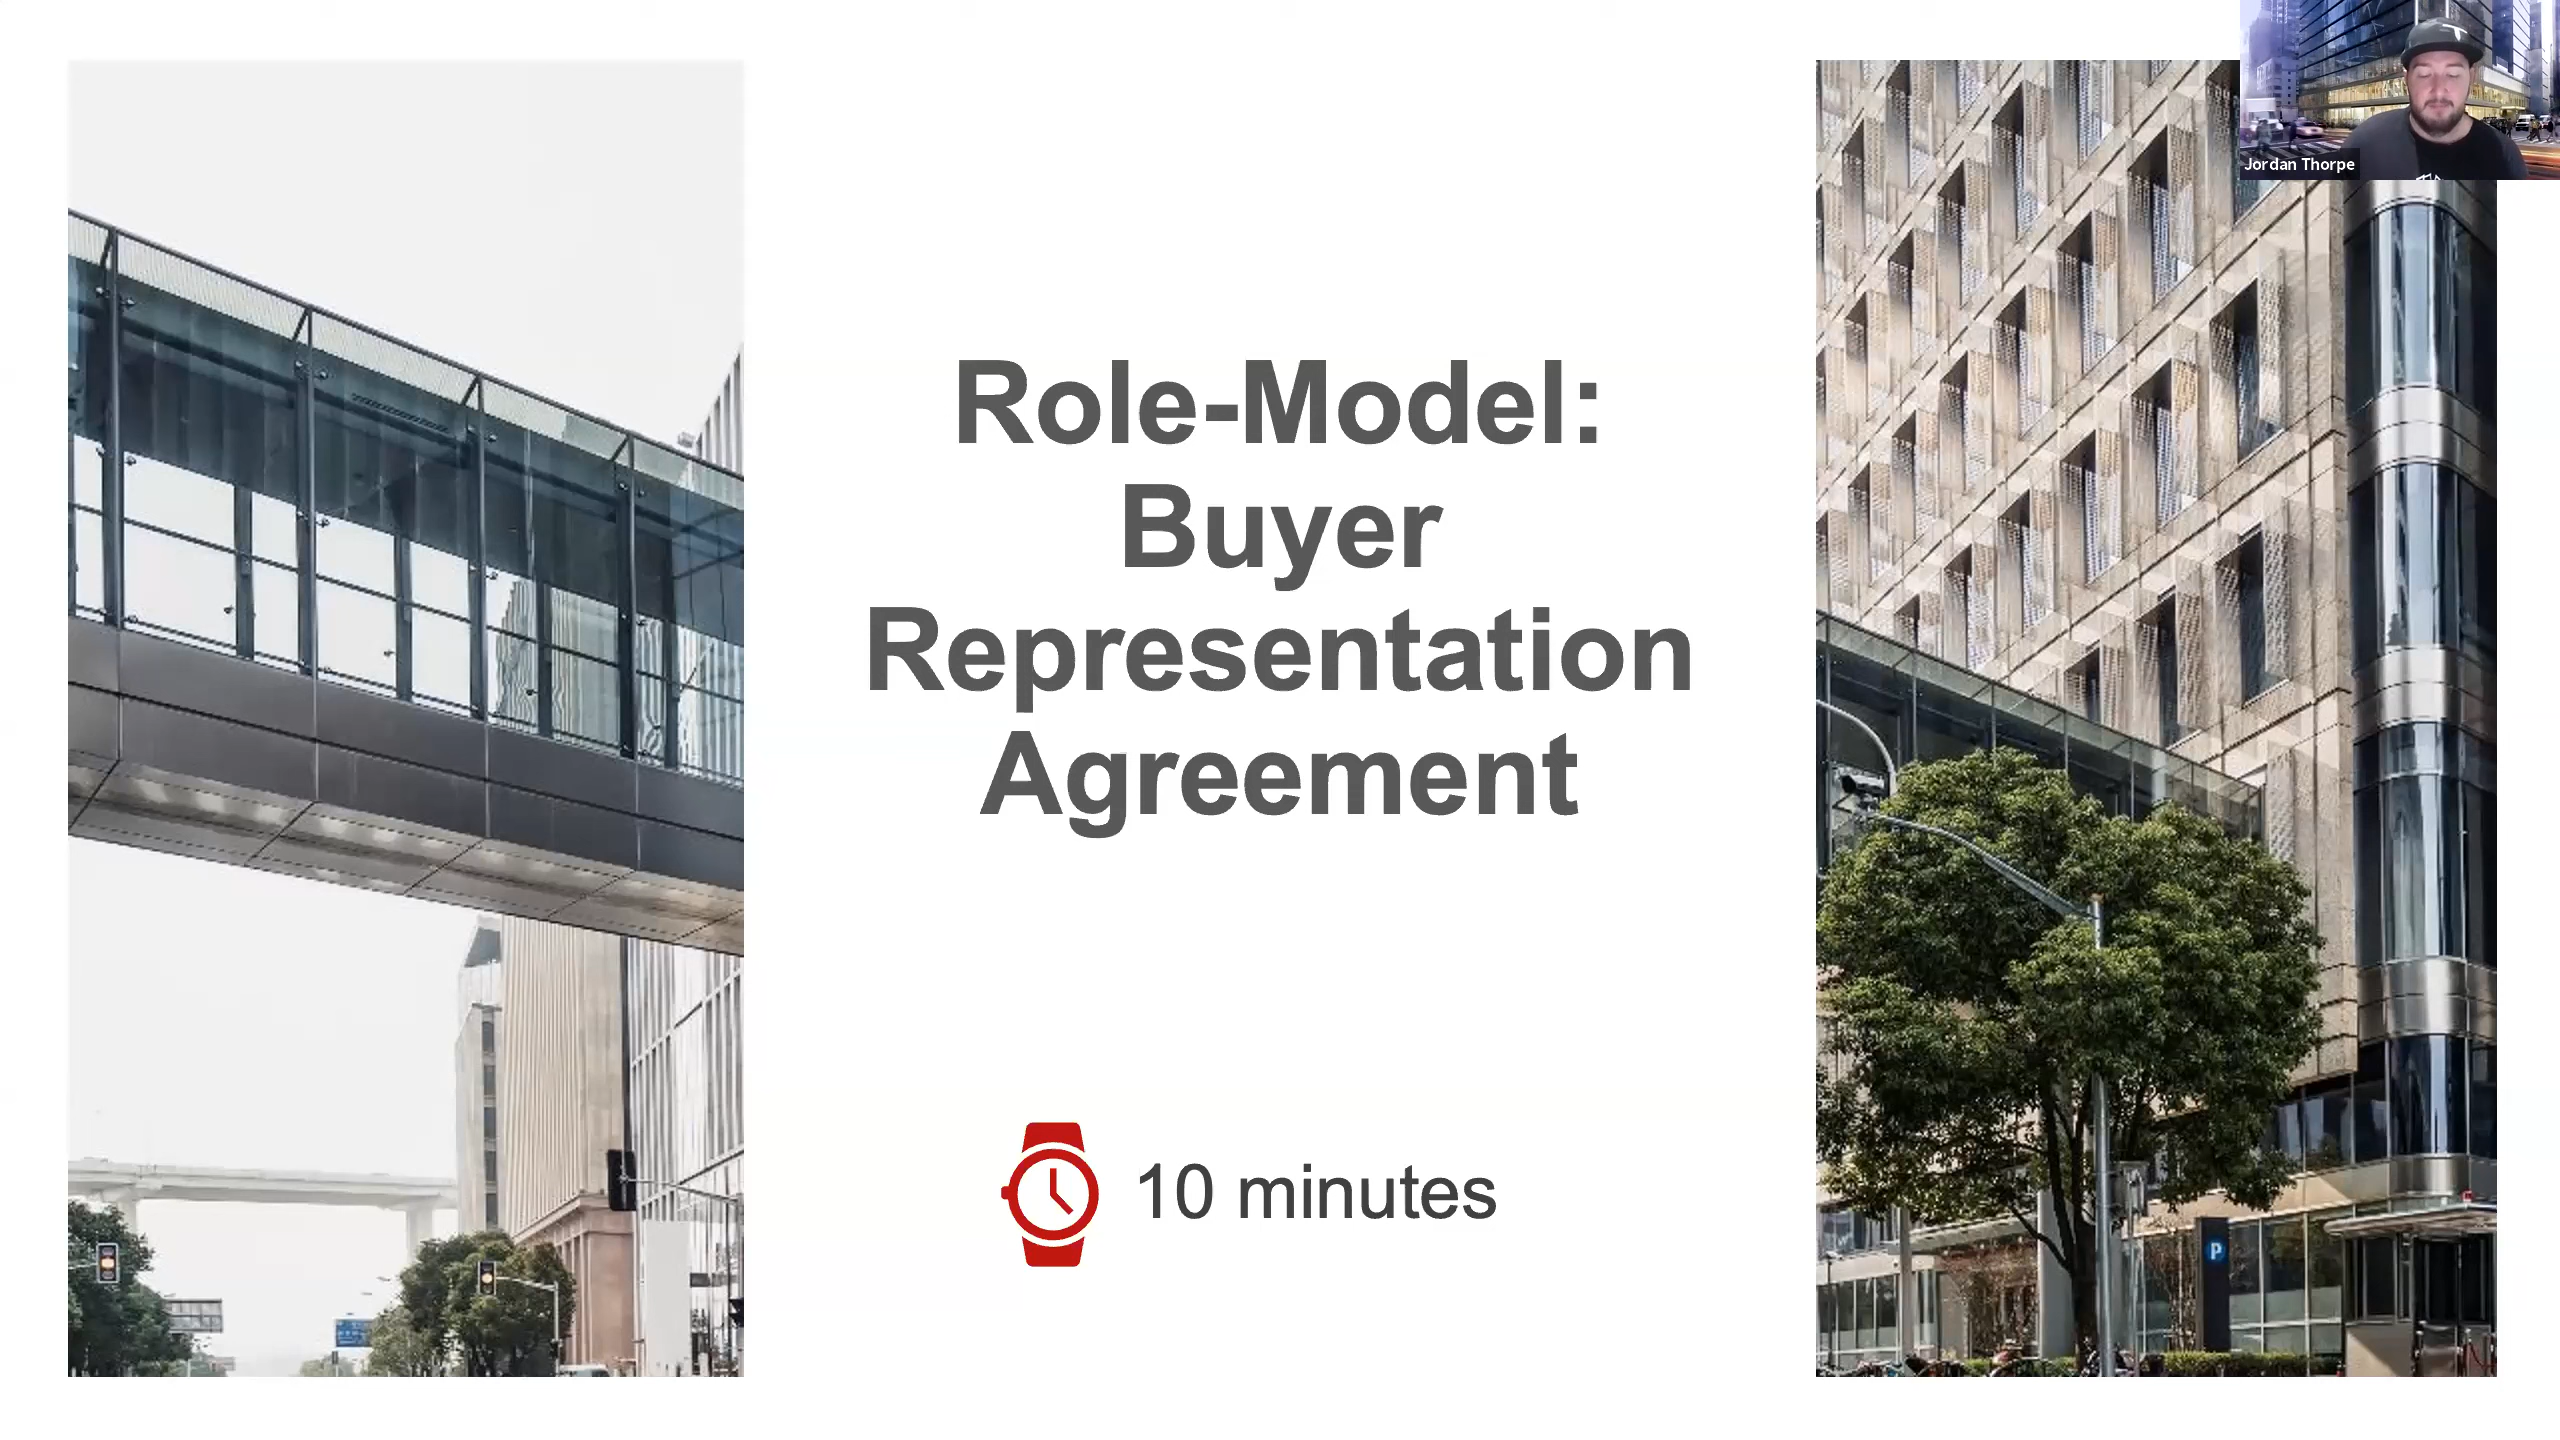 Jordan Thorpe
Role-Model:
Buyer
Representation
Agreement
10 minutes
P